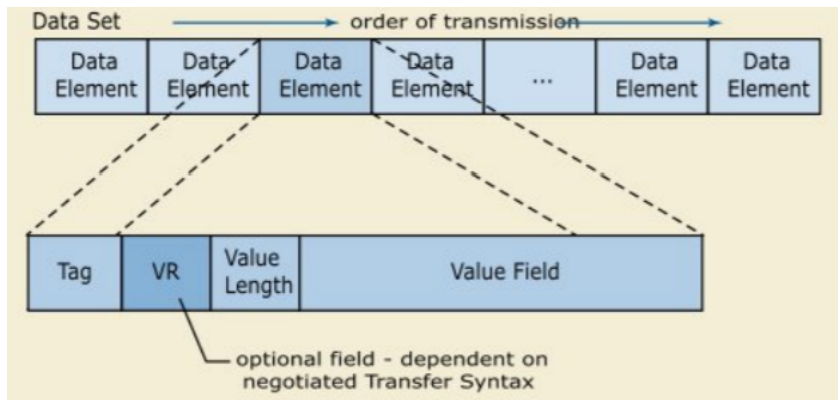 Data Set order of transmission
Data Data Data Data ... Data Data
Element Element Element Element Element Element
Tag VR Value Length Value Field
optional field - dependent on
negotiated Transfer Syntax